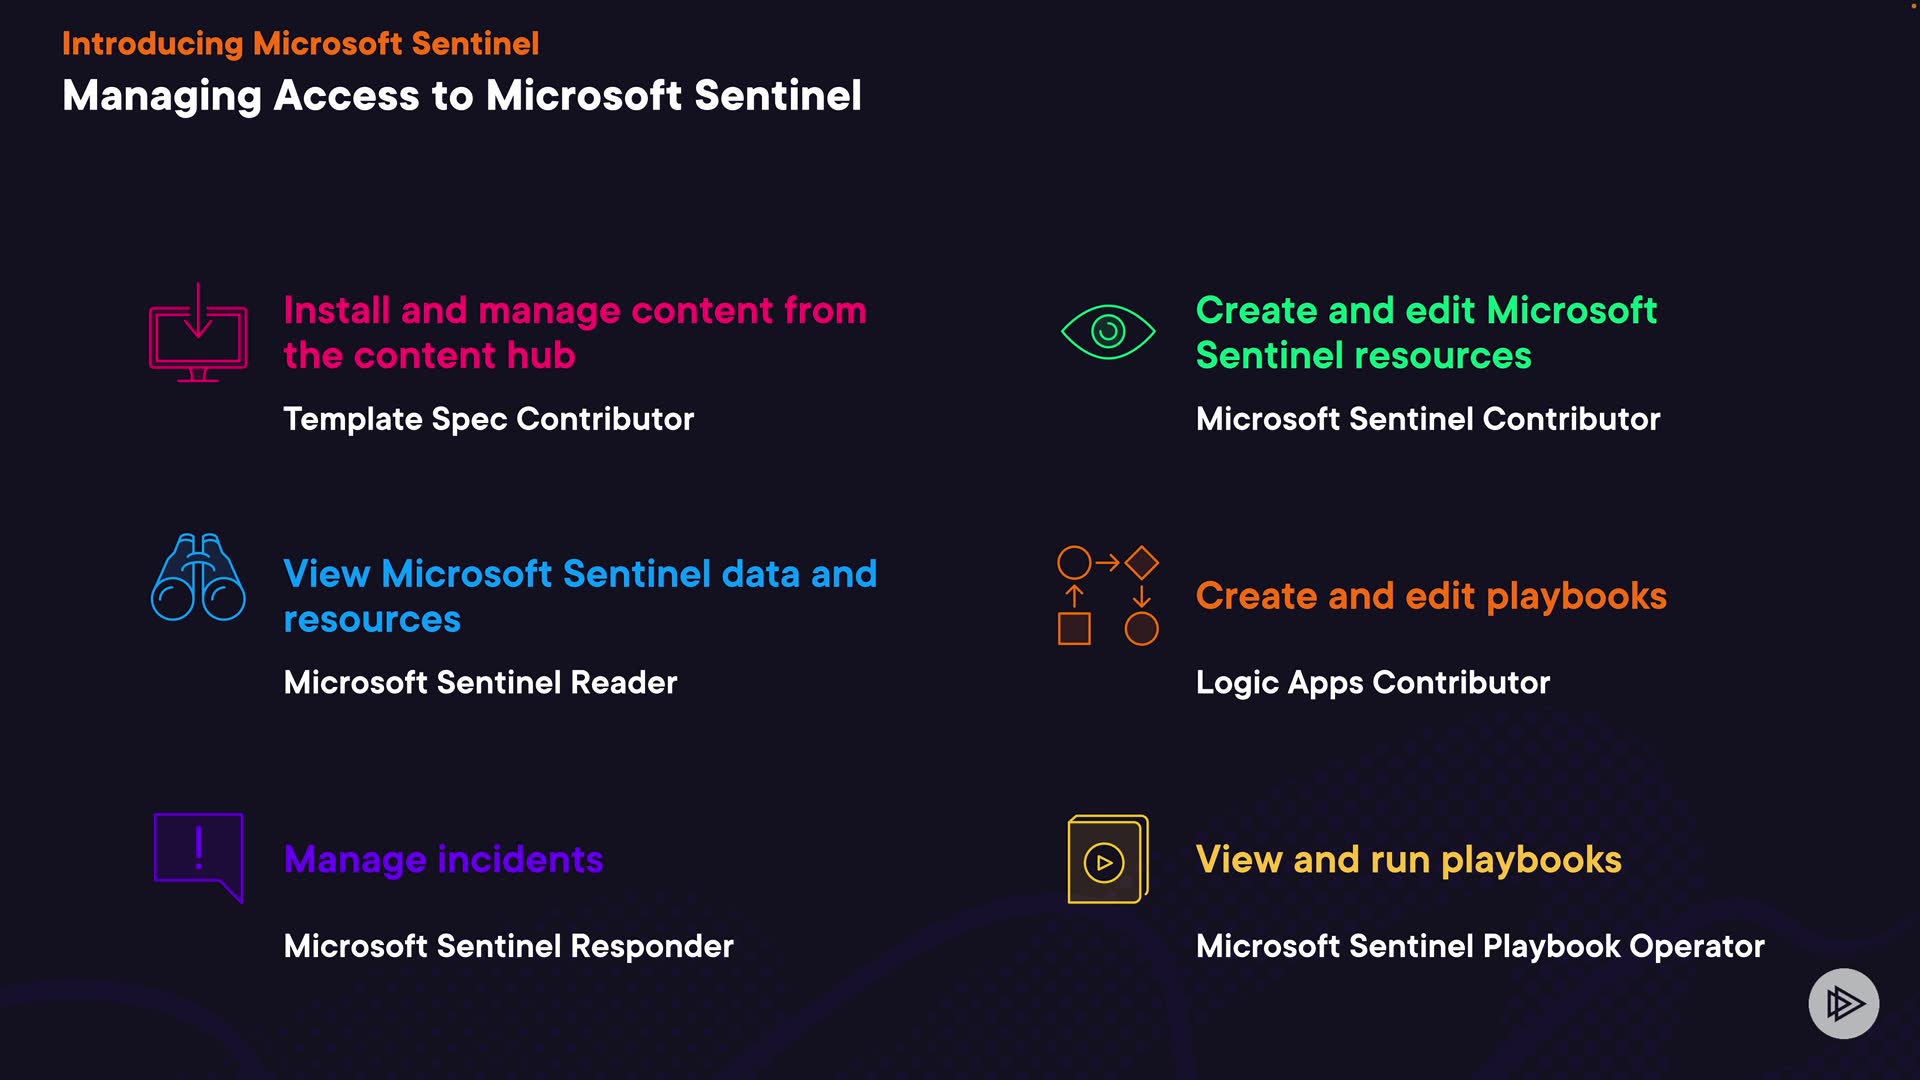 Introducing Microsoft Sentinel
Managing Access to Microsoft Sentinel
Install and manage content from
the content hub
Template Spec Contributor
Create and edit Microsoft
Sentinel resources
Microsoft Sentinel Contributor
View Microsoft Sentinel data and
resources
Microsoft Sentinel Reader
Create and edit playbooks
Logic Apps Contributor
Manage incidents
Microsoft Sentinel Responder
View and run playbooks
Microsoft Sentinel Playbook Operator